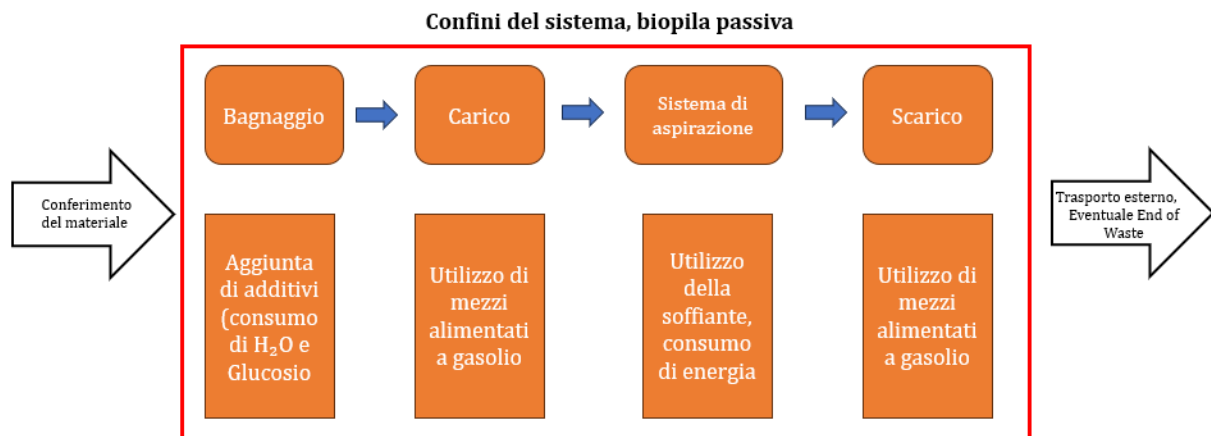 Confini del sistema, biopila passiva
Bagnaggio
Carico
Sistema di
aspirazione
Scarico
Conferimento
del materiale
Trasporto esterno,
Eventuale End of
Waste
Aggiunta
di additivi
(consumo
di H₂O e
Glucosio
Utilizzo di
mezzi
alimentati
a gasolio
Utilizzo
della
soffiante,
consumo
di energia
Utilizzo di
mezzi
alimentati
a gasolio